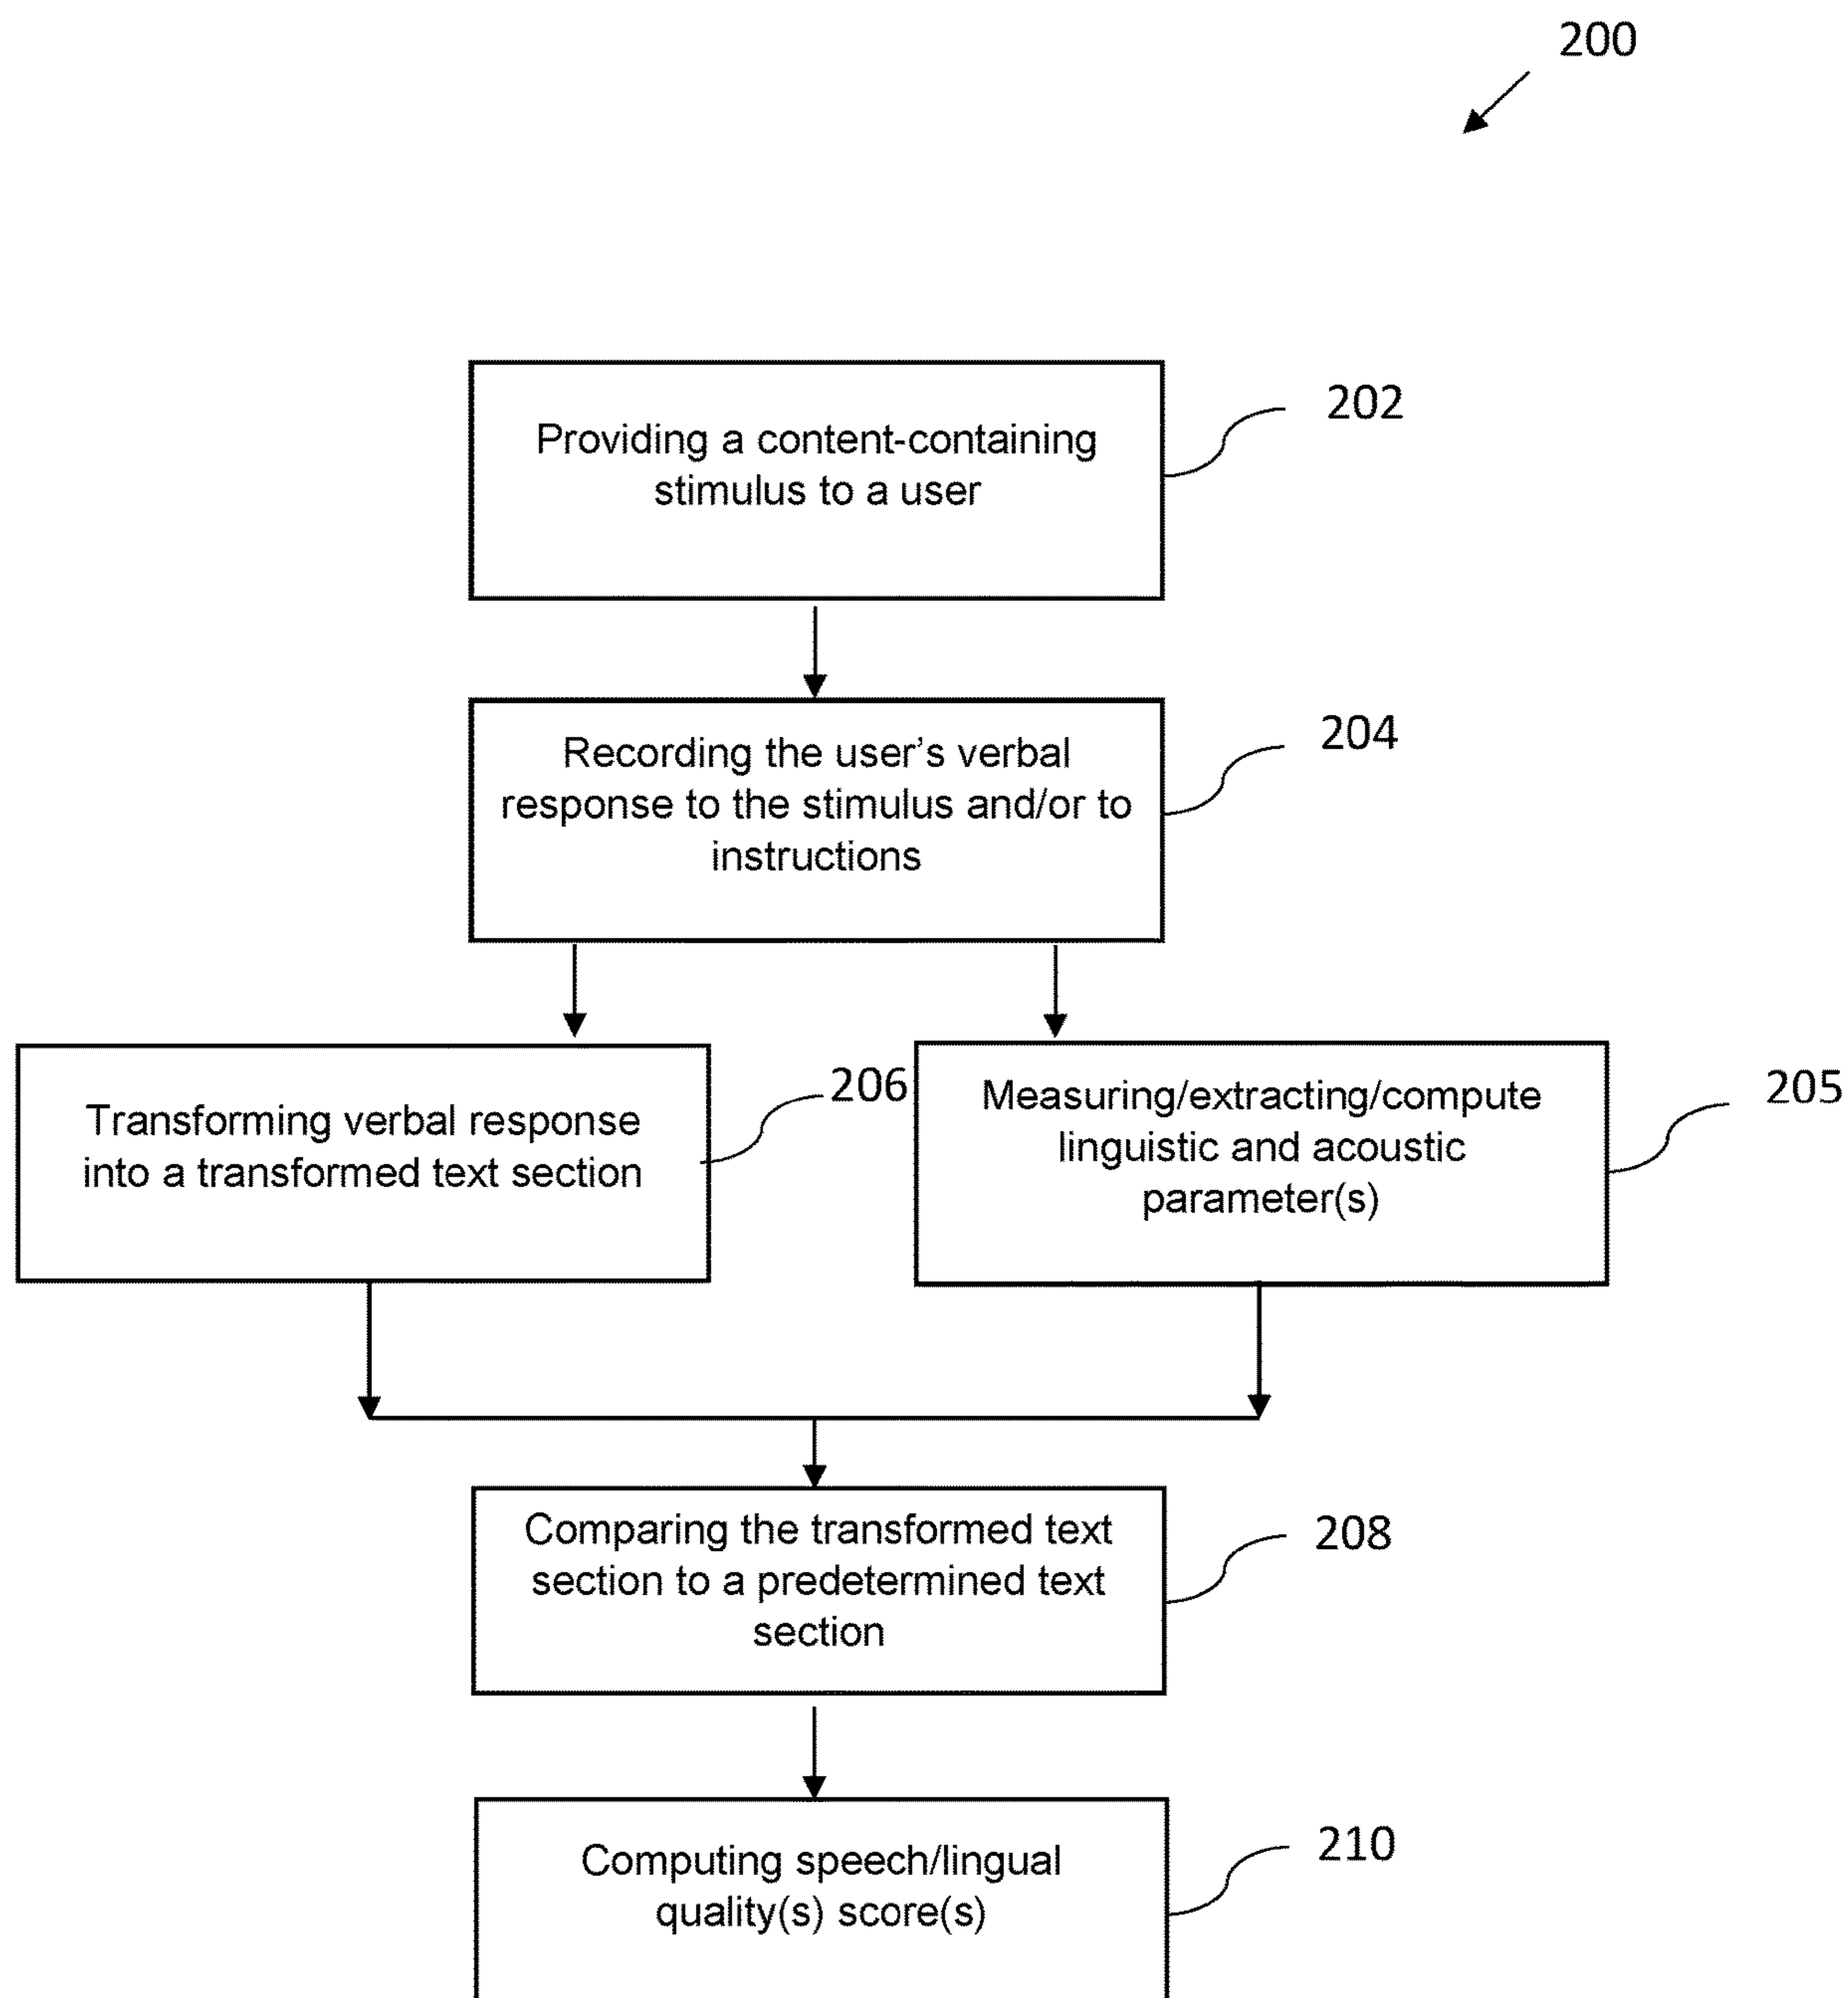 200
Providing a content-containing
stimulus to a user
202
Recording the user’s verbal
response to the stimulus and/or to
instructions
204
Transforming verbal response
into a transformed text section
206
Measuring/extracting/compute
linguistic and acoustic
parameter(s)
205
Comparing the transformed text
section to a predetermined text
section
208
Computing speech/lingual
quality(s) score(s)
210